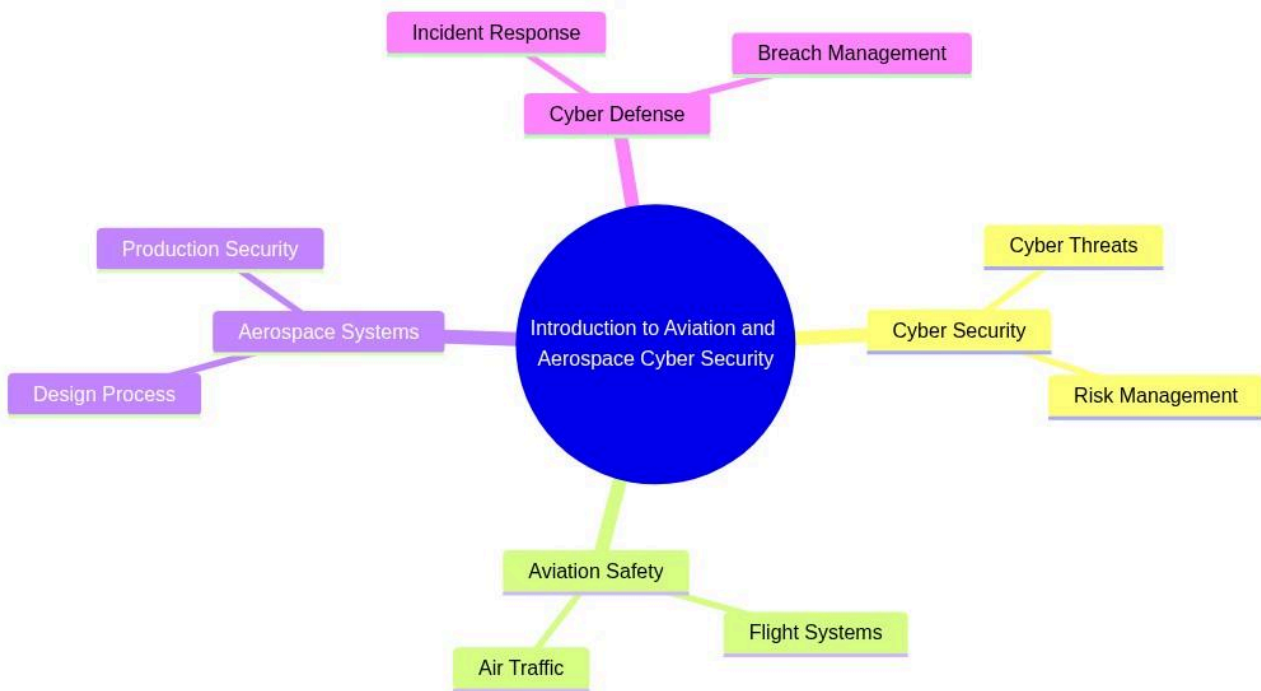 Incident Response
Breach Management
Cyber Defense
Production Security
Cyber Threats
Aerospace Systems
Introduction to Aviation and
Aerospace Cyber Security
Cyber Security
Design Process
Risk Management
Aviation Safety
Flight Systems
Air Traffic